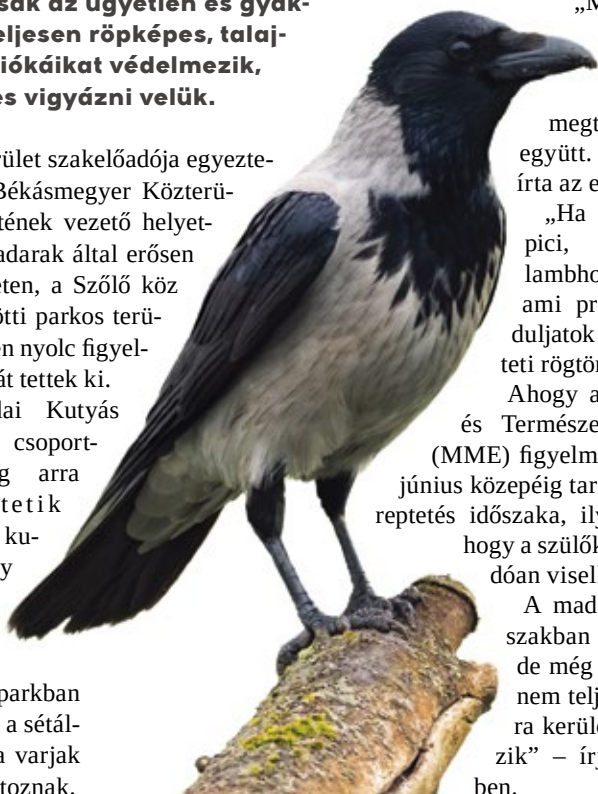 sak az ügyetlen és gyak-
eljesen röpképes, talaj-
iókáikat védelmezik,
es vigyázni velük.
rület szakelőadója egyezte-
Békásmegyer Közterü-
tének vezető helyet-
adarak által erősen
eten, a Szőlő köz
ötti parkos terü-
en nyolc figyel-
át tettek ki.
dai Kutyás
csoport-
g arra
tetik
ku-
y
parkban
a sétál-
a varjak
toznak.
„M
megt
együtt.
írta az e
„Ha
pici,
lambho
ami pr
duljatok
teti rögtör
Ahogy a
és Természe
(MME) figyelm
június közepéig tar
reptetés időszaka, ily
hogy a szülők
dóan visell
A mad
szakban
de még
nem telj
ra kerül
zik” – írj
ben.